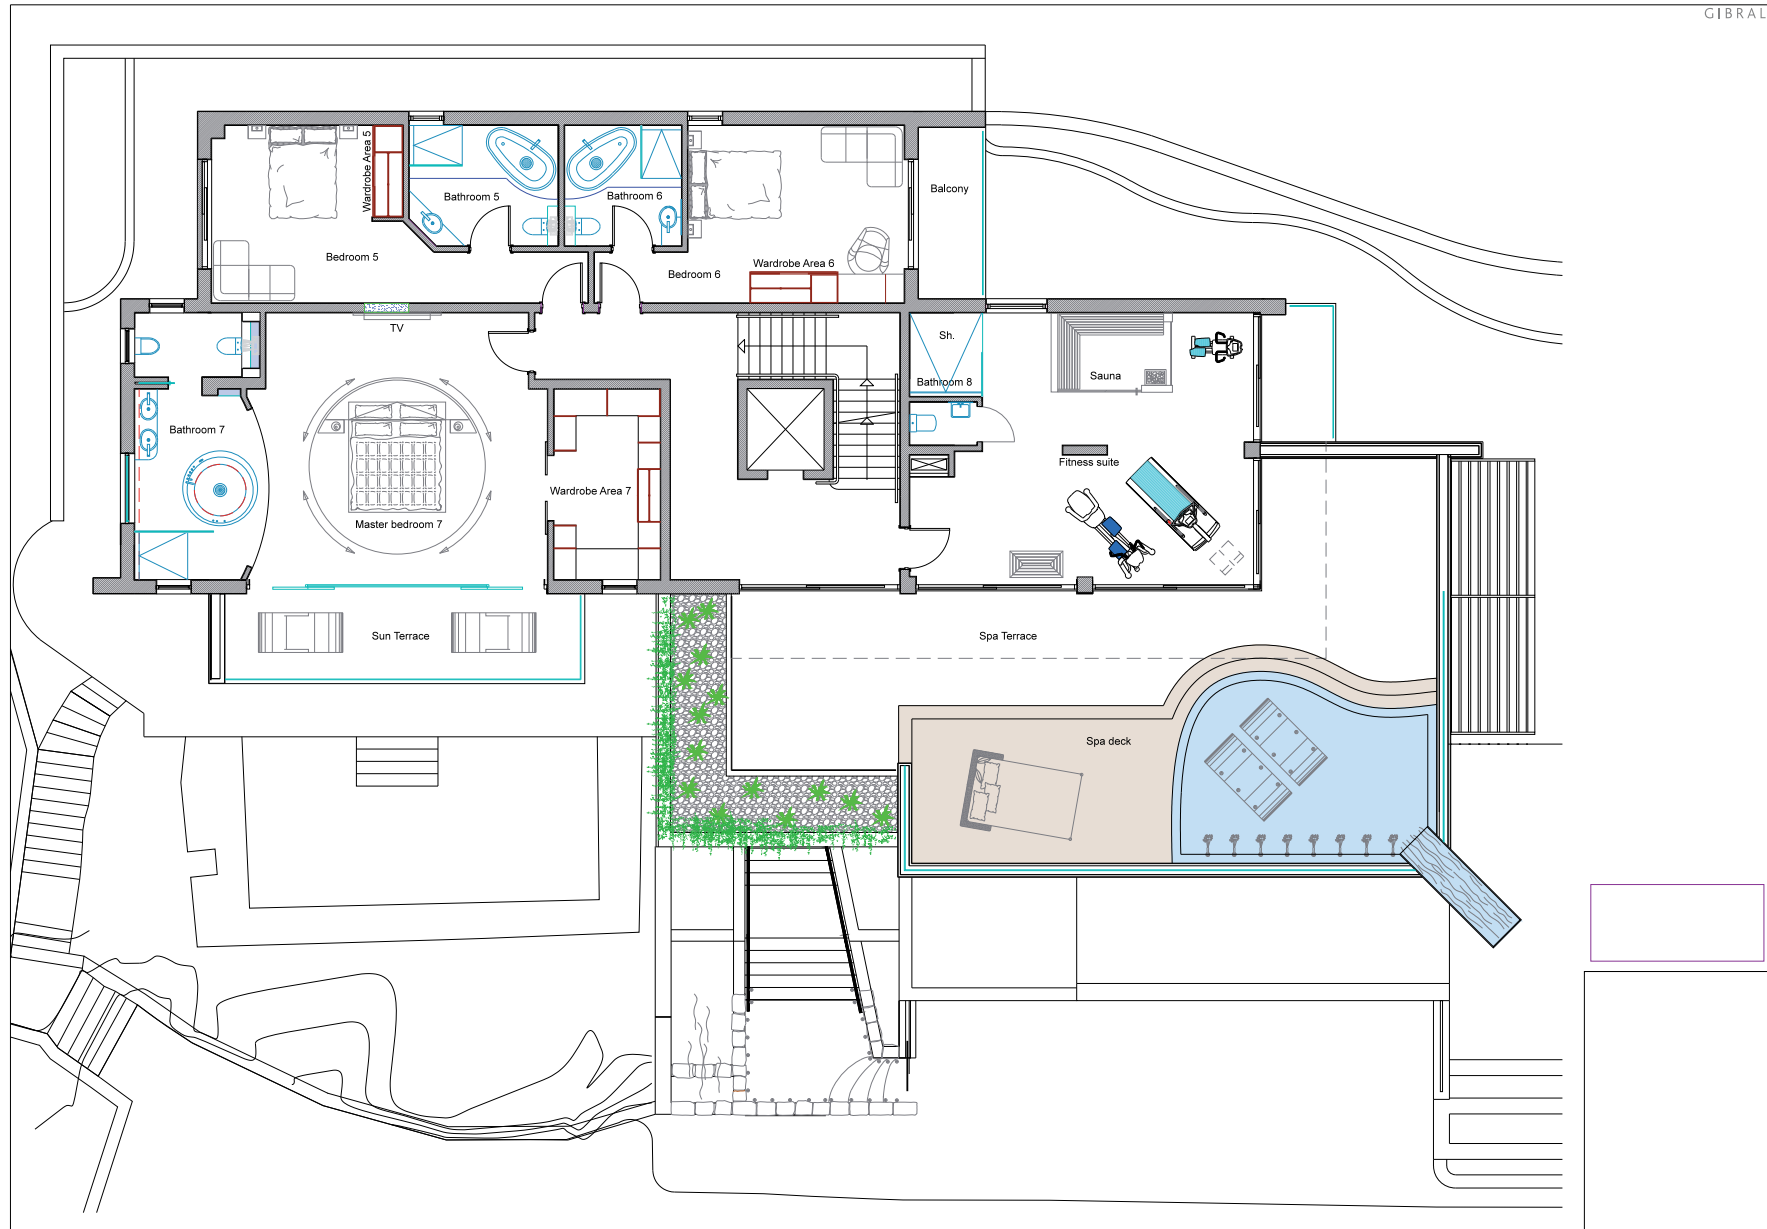 GIBRAL
Wardrobe Area 5
Bathroom 5
Bathroom 6
Balcony
Bedroom 5
Bedroom 6
Wardrobe Area 6
TV
Sh.
Bathroom 8
Sauna
Bathroom 7
Fitness suite
Wardrobe Area 7
Master bedroom 7
Sun Terrace
Spa Terrace
Spa deck